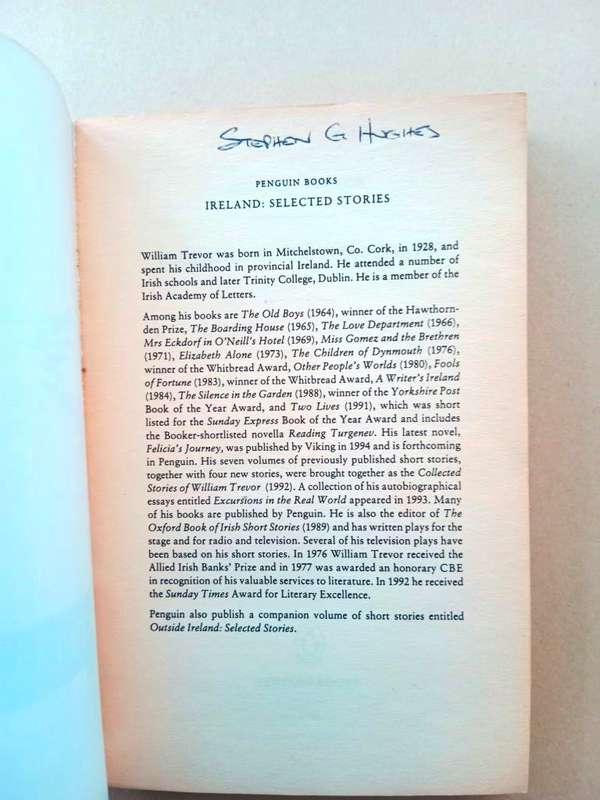 STEPHEN G HUGHES
PENGUIN BOOKS
IRELAND: SELECTED STORIES
William Trevor was born in Mitchelstown, Co. Cork, in 1928, and
spent his childhood in provincial Ireland. He attended a number of
Irish schools and later Trinity College, Dublin. He is a member of the
Irish Academy of Letters.
Among his books are The Old Boys (1964), winner of the Hawthorn-
den Prize, The Boarding House (1965), The Love Department (1966),
Mrs Eckdorf in O'Neill's Hotel (1969), Miss Gomez and the Brethren
(1971), Elizabeth Alone (1973), The Children of Dynmouth (1976),
winner of the Whitbread Award, Other People's Worlds (1980), Fools
of Fortune (1983), winner of the Whitbread Award, A Writer's Ireland
(1984), The Silence in the Garden (1988), winner of the Yorkshire Post
Book of the Year Award, and Two Lives (1991), which was short
listed for the Sunday Express Book of the Year Award and includes
the Booker-shortlisted novella Reading Turgenev. His latest novel,
Felicia's Journey, was published by Viking in 1994 and is forthcoming
in Penguin. His seven volumes of previously published short stories,
together with four new stories, were brought together as the Collected
Stories of William Trevor (1992). A collection of his autobiographical
essays entitled Excursions in the Real World appeared in 1993. Many
of his books are published by Penguin. He is also the editor of The
Oxford Book of Irish Short Stories (1989) and has written plays for the
stage and for radio and television. Several of his television plays have
been based on his short stories. In 1976 William Trevor received the
Allied Irish Banks' Prize and in 1977 was awarded an honorary CBE
in recognition of his valuable services to literature. In 1992 he received
the Sunday Times Award for Literary Excellence.
Penguin also publish a companion volume of short stories entitled
Outside Ireland: Selected Stories.